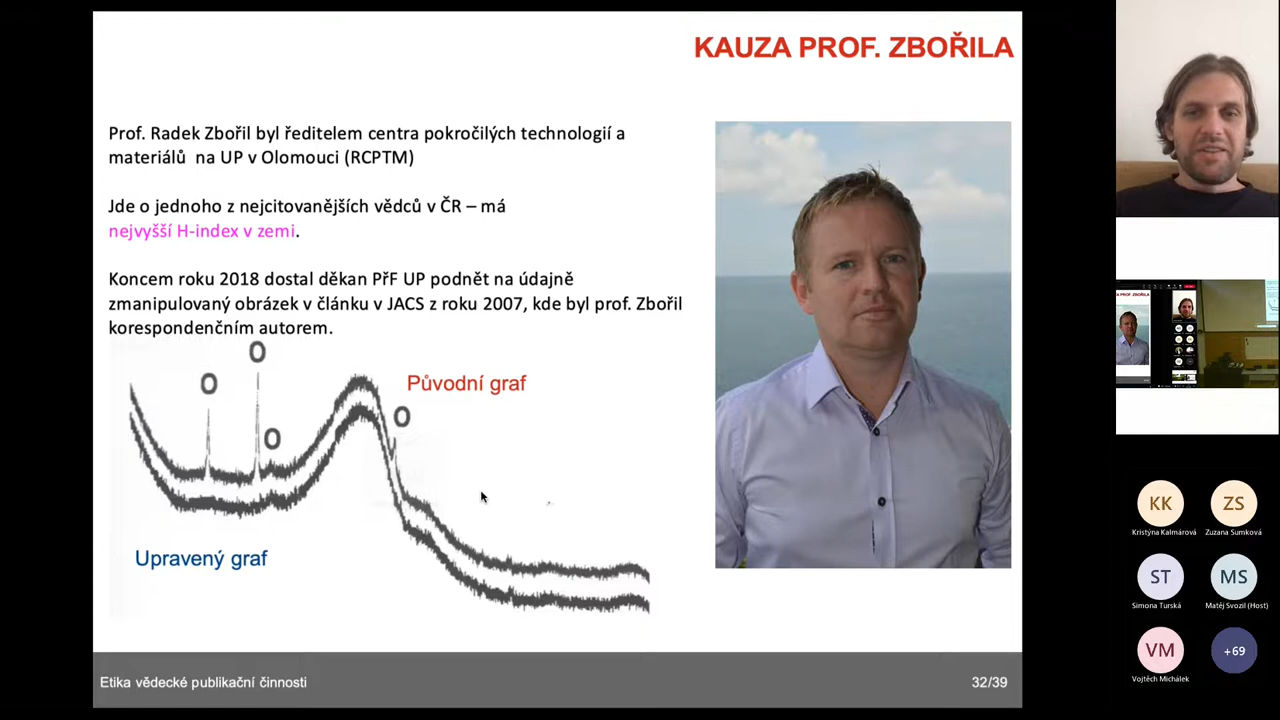 KAUZA PROF. ZBOŘILA
Prof. Radek Zbořil byl ředitelem centra pokročilých technologií a
materiálů na UP v Olomouci (RCPTM)
Jde o jednoho z nejcitovanějších vědců v ČR – má
nejvyšší H-index v zemi.
Koncem roku 2018 dostal děkan PřF UP podnět na údajně
zmanipulovaný obrázek v článku v JACS z roku 2007, kde byl prof. Zbořil
korespondenčním autorem.
O
O
O
O
Původní graf
Upravený graf
Etika vědecké publikační činnosti
32/39
KK
Kristýna Kalmárová
ZS
Zuzana Sumková
ST
Simona Turská
MS
Matěj Svozil (Host)
VM
Vojtěch Michálek
+69